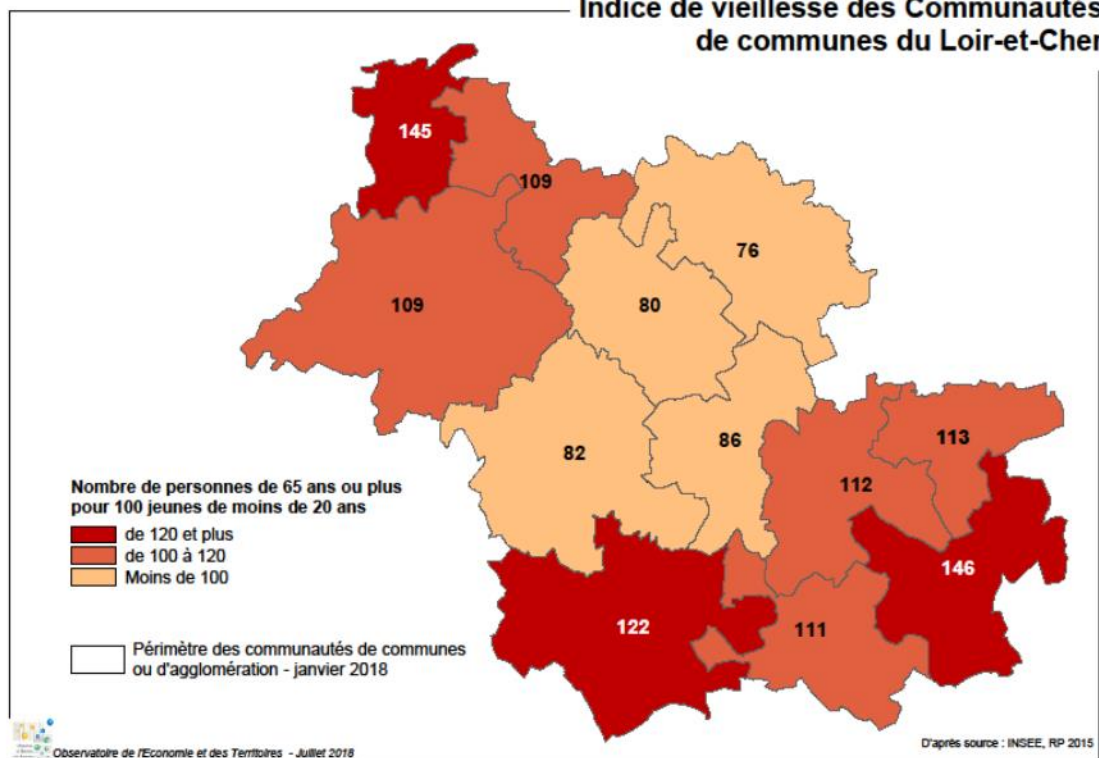 Indice de vieillesse des Communautés
de communes du Loir-et-Cher
145
109
76
109
80
82
86
113
112
146
122
111
Nombre de personnes de 65 ans ou plus
pour 100 jeunes de moins de 20 ans
de 120 et plus
de 100 à 120
Moins de 100
Périmètre des communautés de communes
ou d'agglomération - janvier 2018
Observatoire de l'Economie et des Territoires - Juillet 2018
D'après source : INSEE, RP 2015